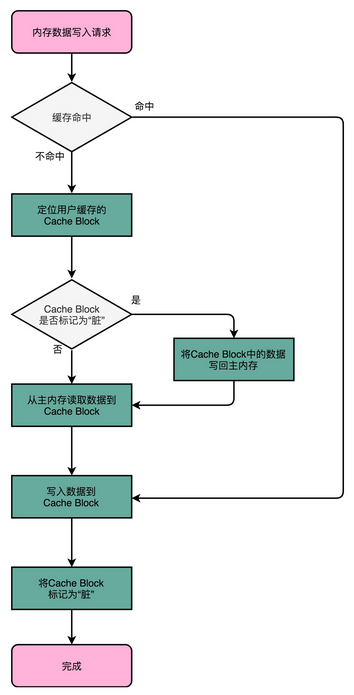 内存数据写入请求
缓存命中
命中
不命中
定位用户缓存的
Cache Block
Cache Block
是否标记为“脏”
是
否
将Cache Block中的数据
写回主内存
从主内存读取数据到
Cache Block
写入数据到
Cache Block
将Cache Block
标记为“脏”
完成